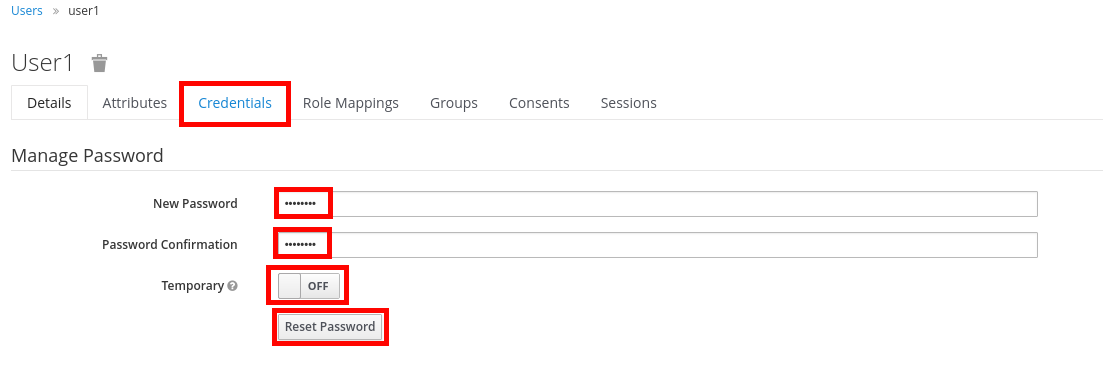 Users » user1
User1
Details Attributes Credentials Role Mappings Groups Consents Sessions
Manage Password
New Password ••••••••
Password Confirmation ••••••••
Temporary ? OFF
Reset Password